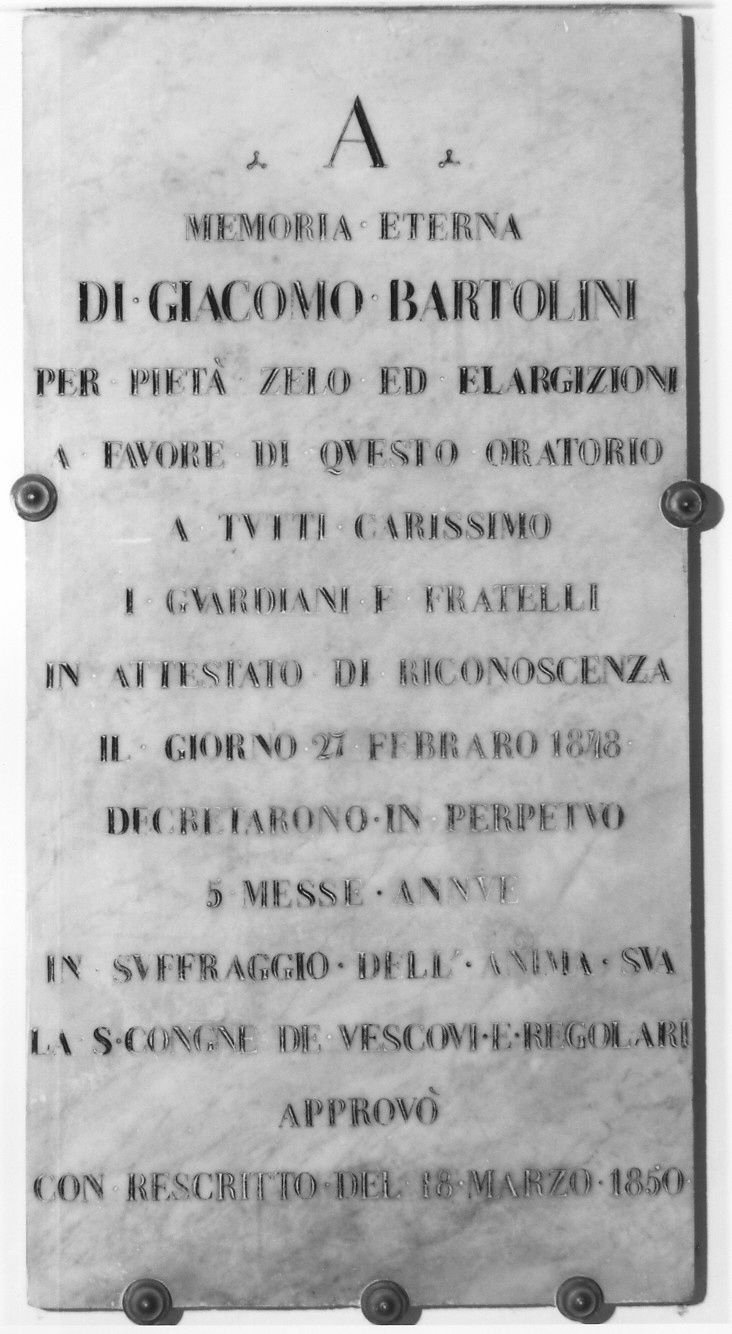 A
MEMORIA · ETERNA
DI · GIACOMO · BARTOLINI
PER · PIETÀ · ZELO · ED · ELARGIZIONI
A · FAVORE · DI · QVESTO · ORATORIO
A · TVTTI · CARISSIMO
I · GVARDIANI · E · FRATELLI
IN · ATTESTATO · DI · RICONOSCENZA
IL · GIORNO · 27 · FEBRARO 1848 ·
DECRETARONO · IN · PERPETVO
5 · MESSE · ANNVE
IN · SVFFRAGGIO · DELL' · ANIMA · SVA
LA S · CONGNE DE · VESCOVI · E · REGOLARI
APPROVÒ
CON · RESCRITTO · DEL · 18 · MARZO · 1850